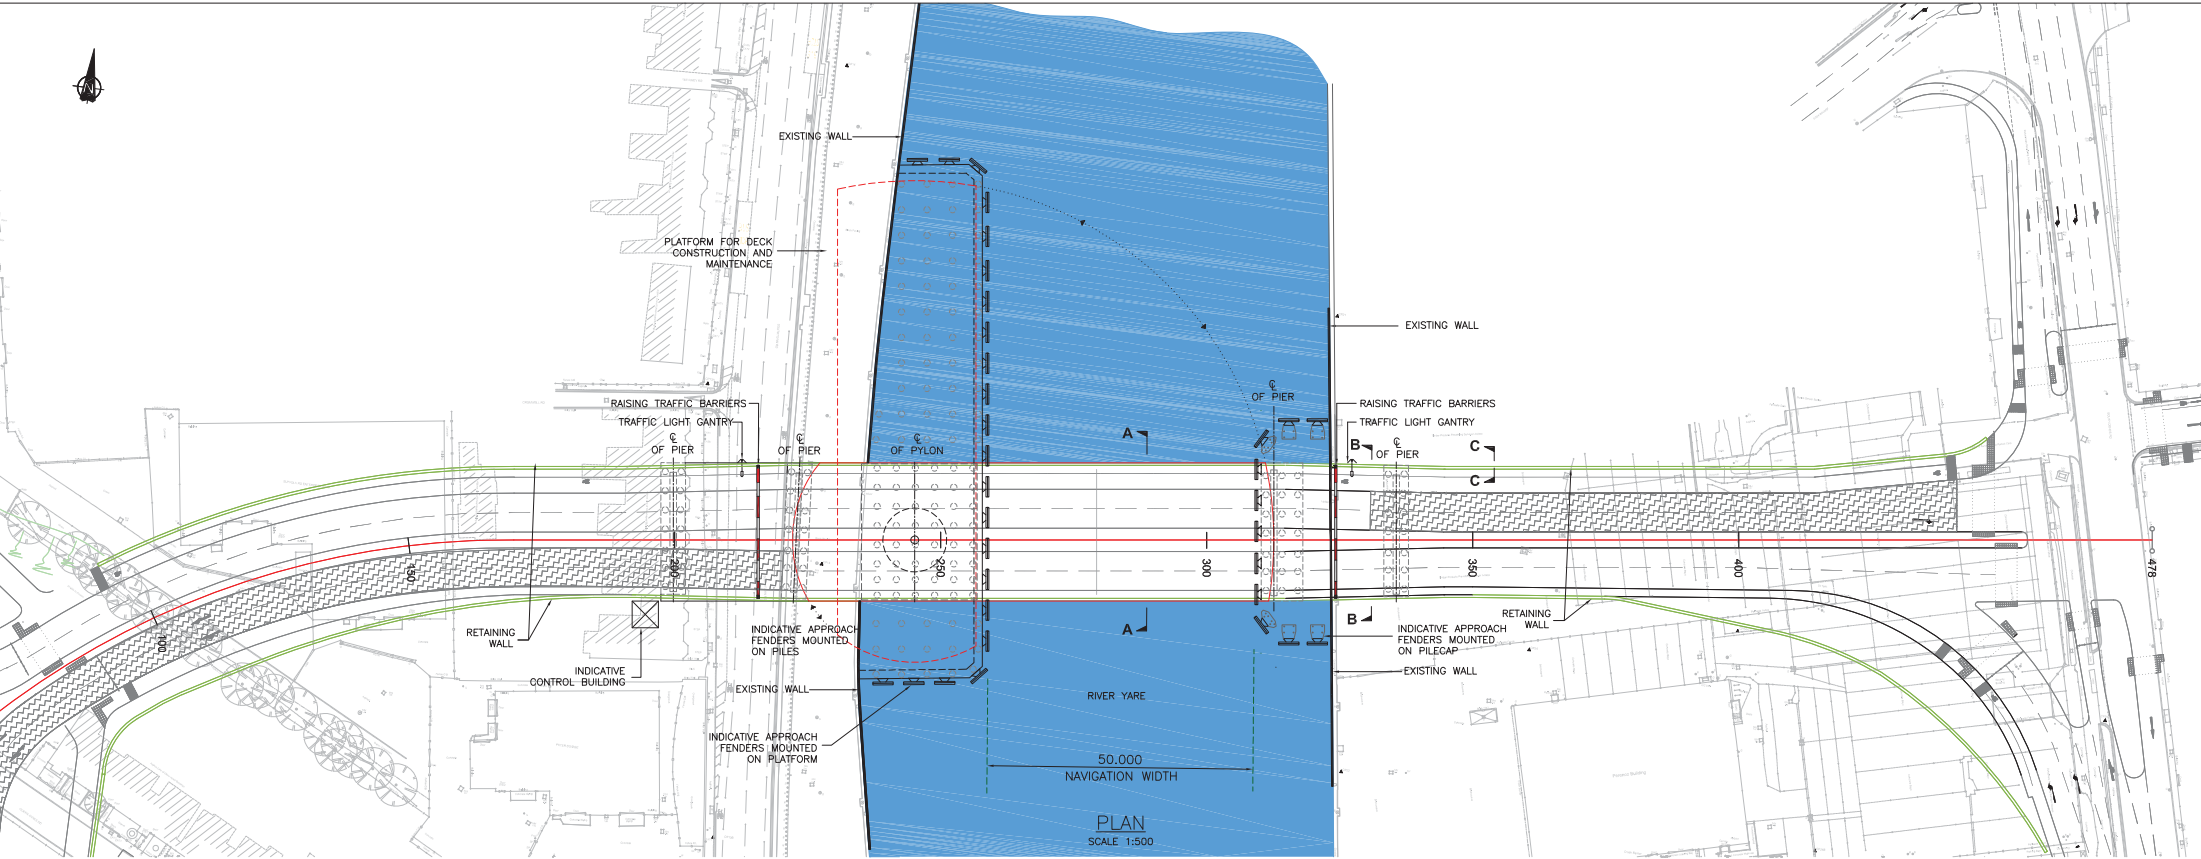 N
EXISTING WALL
PLATFORM FOR DECK
CONSTRUCTION AND
MAINTENANCE
EXISTING WALL
RAISING TRAFFIC BARRIERS
TRAFFIC LIGHT GANTRY
℄
OF PIER
℄
OF PIER
℄
OF PYLON
A
℄
OF PIER
RAISING TRAFFIC BARRIERS
TRAFFIC LIGHT GANTRY
B
℄
OF PIER
C
C
100
150
200
250
300
350
400
478
RETAINING
WALL
INDICATIVE
CONTROL BUILDING
INDICATIVE APPROACH
FENDERS MOUNTED
ON PILES
EXISTING WALL
INDICATIVE APPROACH
FENDERS MOUNTED
ON PLATFORM
A
B
INDICATIVE APPROACH
FENDERS MOUNTED
ON PILECAP
RETAINING
WALL
EXISTING WALL
RIVER YARE
50.000
NAVIGATION WIDTH
PLAN
SCALE 1:500